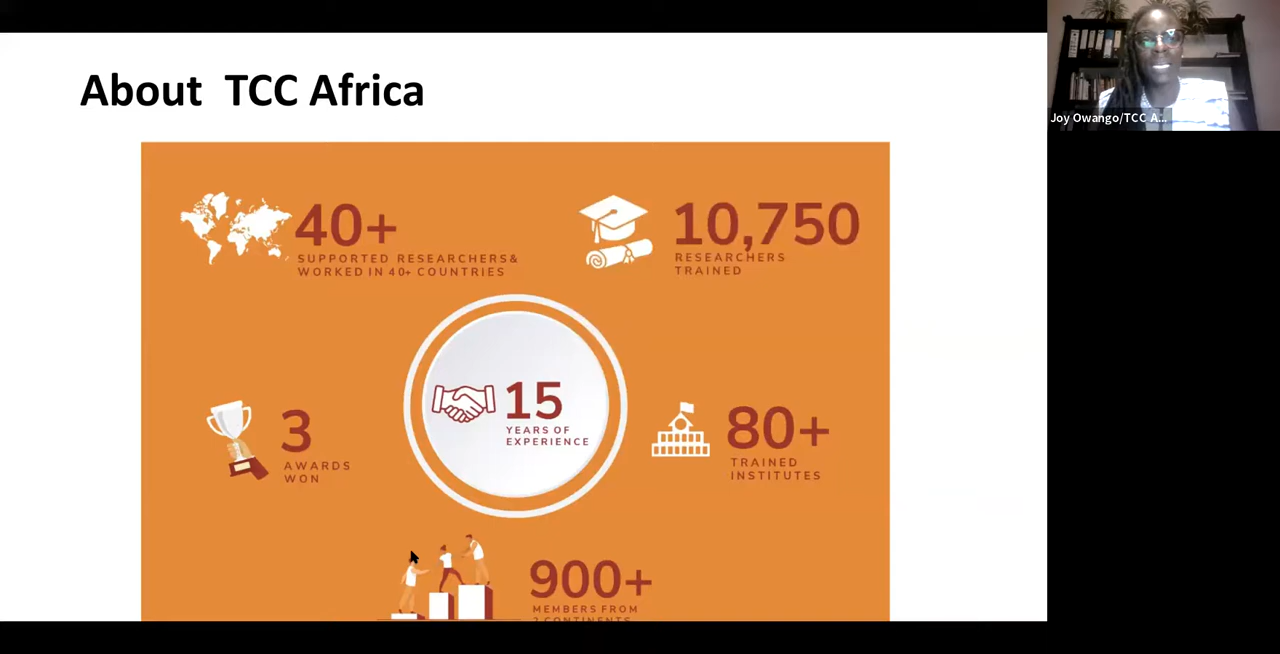 About TCC Africa
Joy Owango/TCC A...
40+
SUPPORTED RESEARCHERS&
WORKED IN 40+ COUNTRIES
10,750
RESEARCHERS
TRAINED
15
YEARS OF
EXPERIENCE
3
AWARDS
WON
80+
TRAINED
INSTITUTES
900+
MEMBERS FROM
CONTINENTS